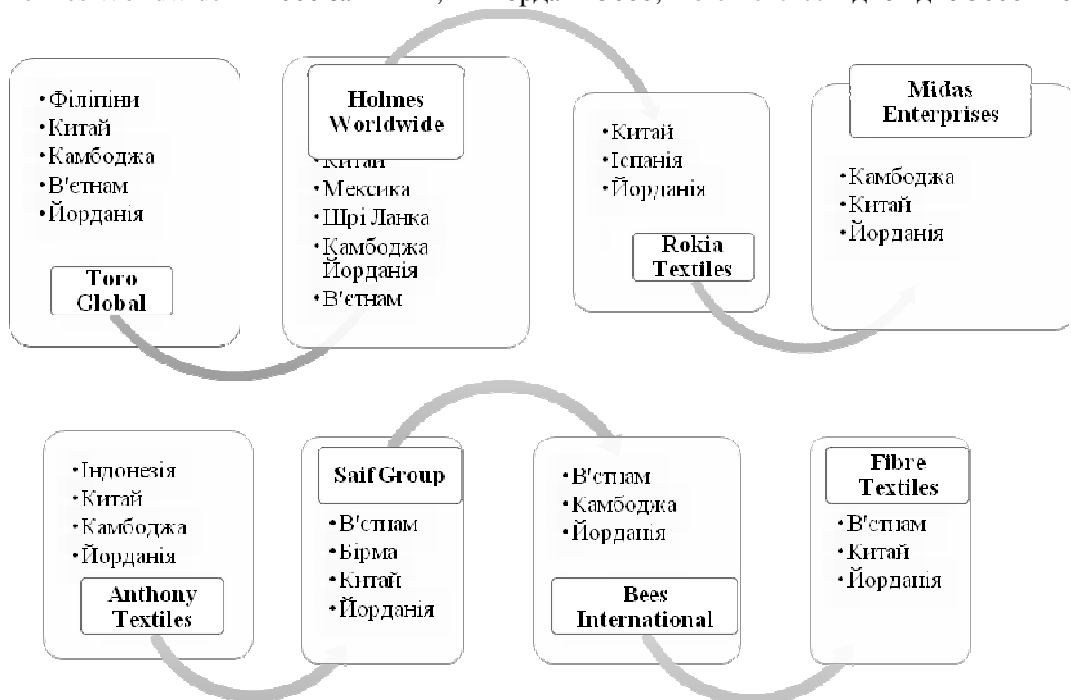 •Філіпіни
•Китай
•Камбоджа
•В'єтнам
•Йорданія
Toro
Global
Holmes
Worldwide
•Китай
•Мексика
•Шрі Ланка
•Камбоджа
Йорданія
•В'єтнам
•Китай
•Іспанія
•Йорданія
Rokia
Textiles
Midas
Enterprises
•Камбоджа
•Китай
•Йорданія
•Індонезія
•Китай
•Камбоджа
•Йорданія
Anthony
Textiles
Saif Group
•В'єтнам
•Бірма
•Китай
•Йорданія
•В'єтнам
•Камбоджа
•Йорданія
Bees
International
Fibre
Textiles
•В'єтнам
•Китай
•Йорданія